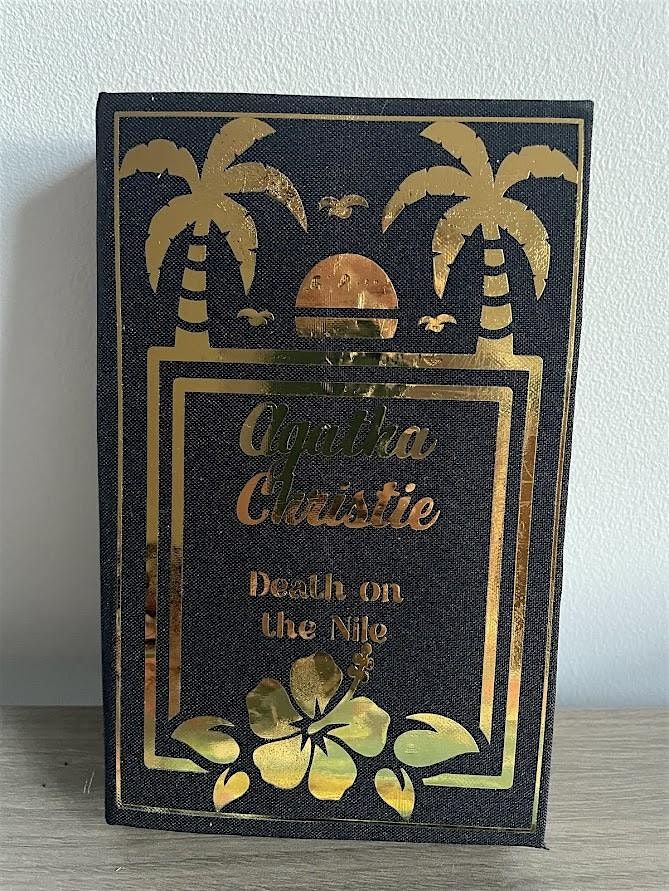 Agatha
Christie
Death on
the Nile